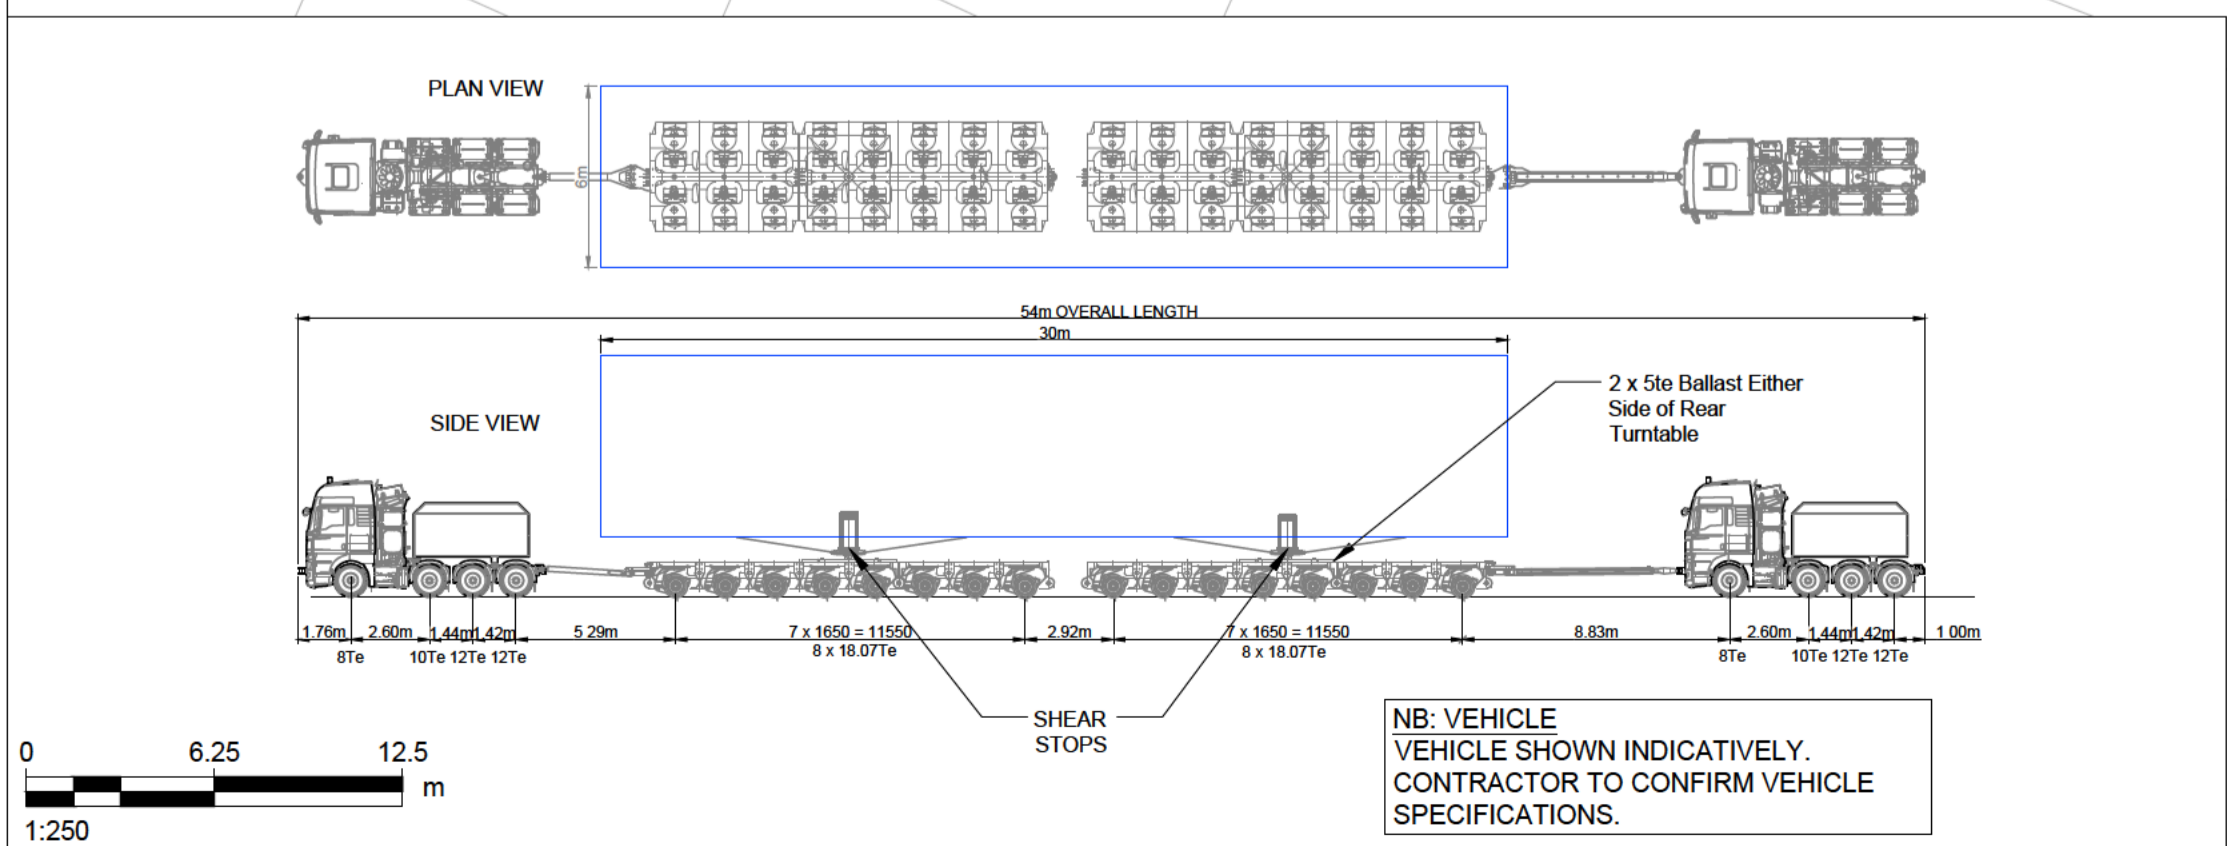 PLAN VIEW
6m
54m OVERALL LENGTH
30m
2 x 5te Ballast Either
Side of Rear
Turntable
SIDE VIEW
1.76m 2.60m 1.44m 1.42m 5 29m 7 x 1650 = 11550 2.92m 7 x 1650 = 11550 8.83m 2.60m 1.44m 1.42m 1 00m
8Te 10Te 12Te 12Te 8 x 18.07Te 8 x 18.07Te 8Te 10Te 12Te 12Te
SHEAR
STOPS
NB: VEHICLE
VEHICLE SHOWN INDICATIVELY.
CONTRACTOR TO CONFIRM VEHICLE
SPECIFICATIONS.
0 6.25 12.5
m
1:250